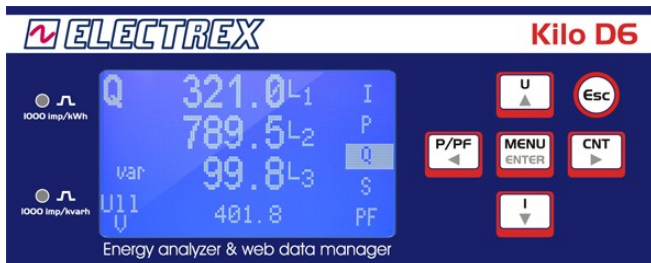 ELECTREX
Kilo D6
1000 imp/kWh
1000 imp/kvarh
Q 321.0 L1 I
789.5 L2 P
var 99.8 L3 Q
S
Ull V 401.8 PF
Energy analyzer & web data manager
U
Esc
P/PF
MENU
ENTER
CNT
I